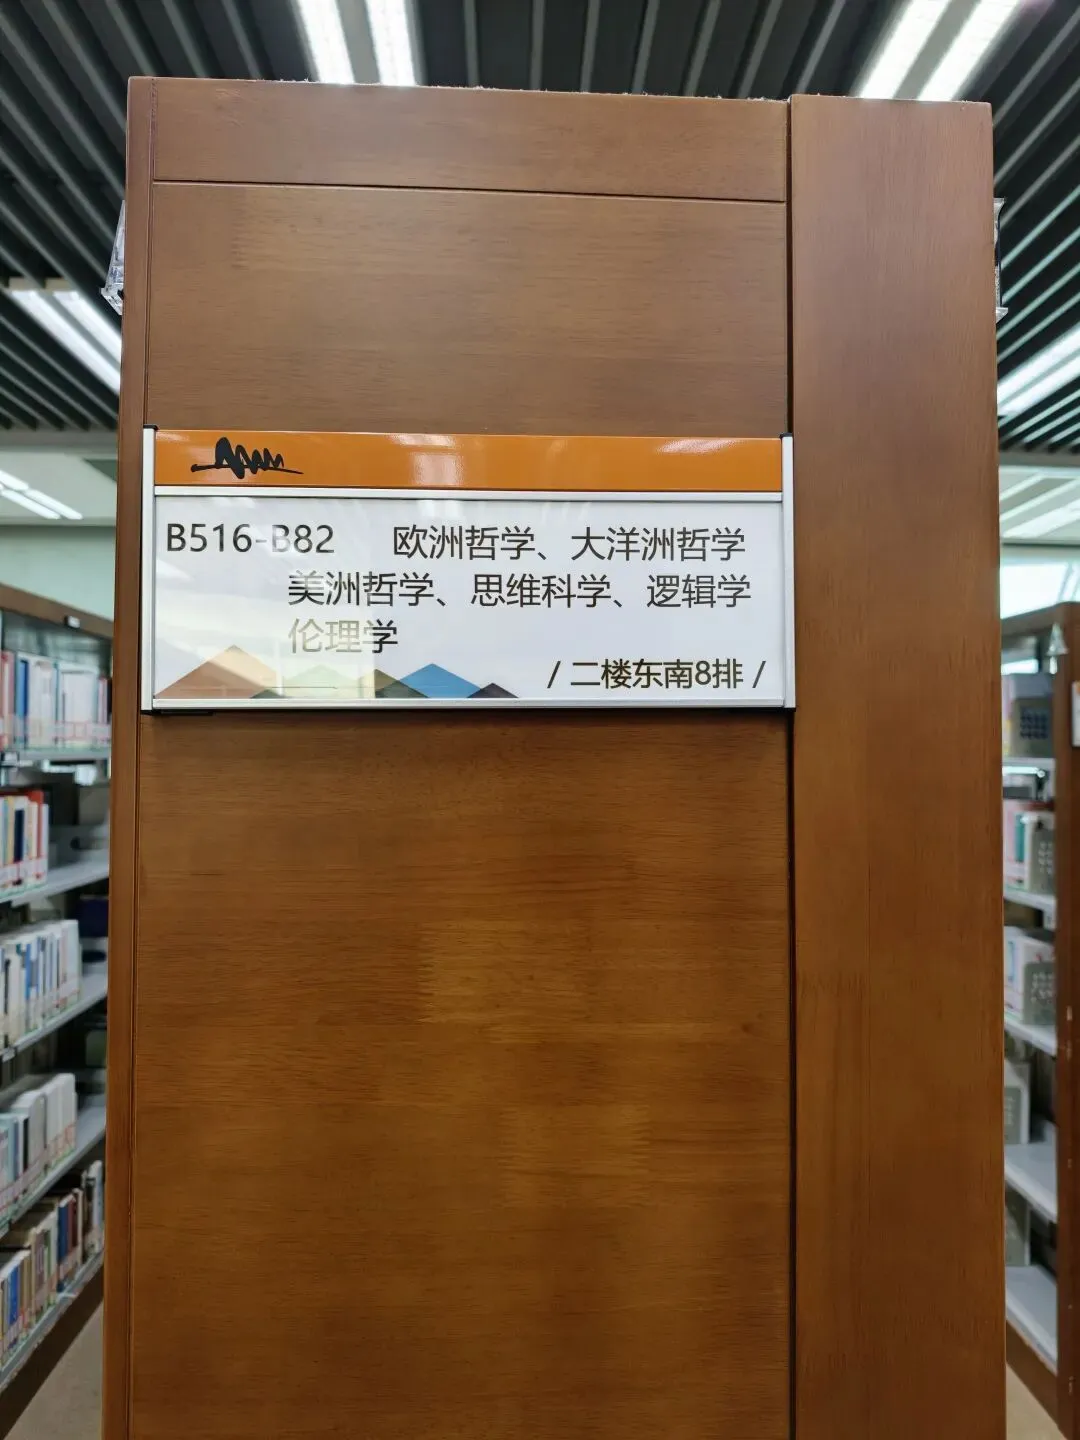 B516-B82 欧洲哲学、大洋洲哲学
美洲哲学、思维科学、逻辑学
伦理学
/ 二楼东南8排 /